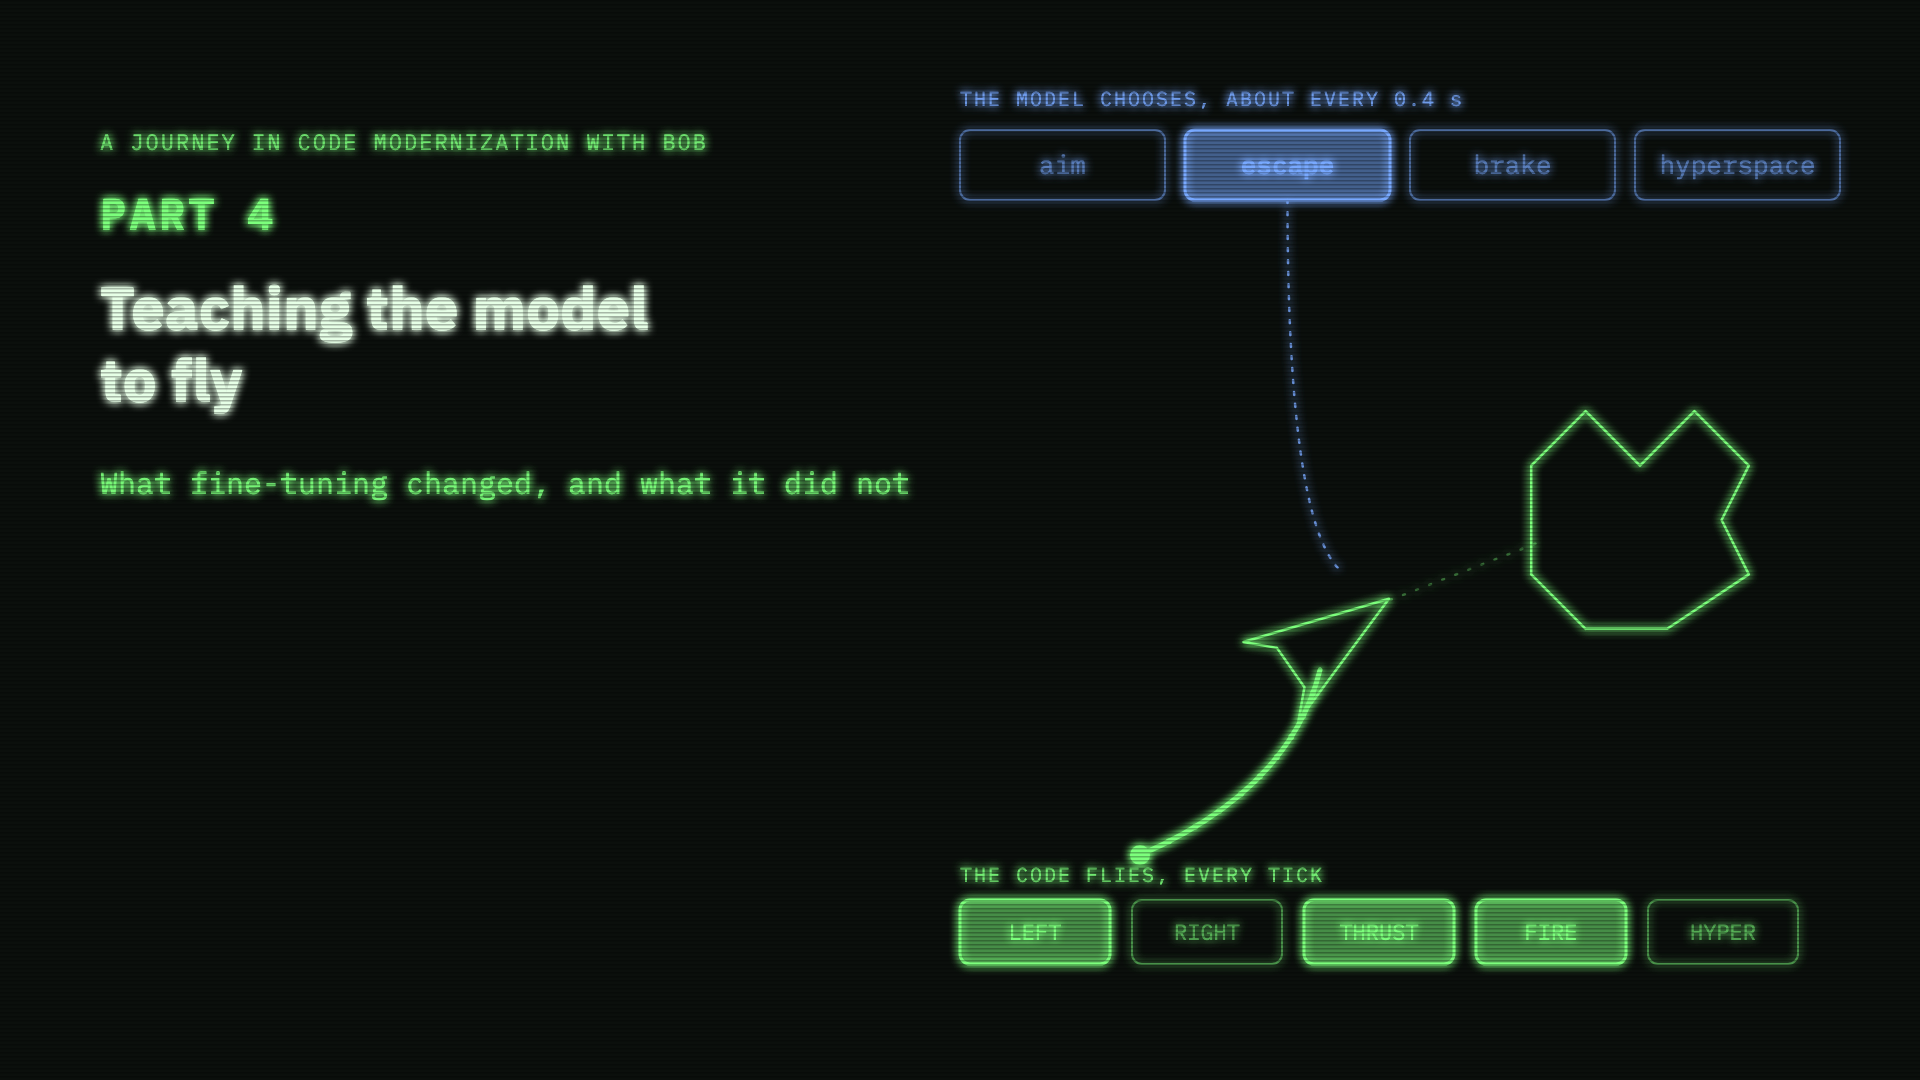 A JOURNEY IN CODE MODERNIZATION WITH BOB
PART 4
Teaching the model
to fly
What fine-tuning changed, and what it did not
THE MODEL CHOOSES, ABOUT EVERY 0.4 s
aim
escape
brake
hyperspace
THE CODE FLIES, EVERY TICK
LEFT
RIGHT
THRUST
FIRE
HYPER